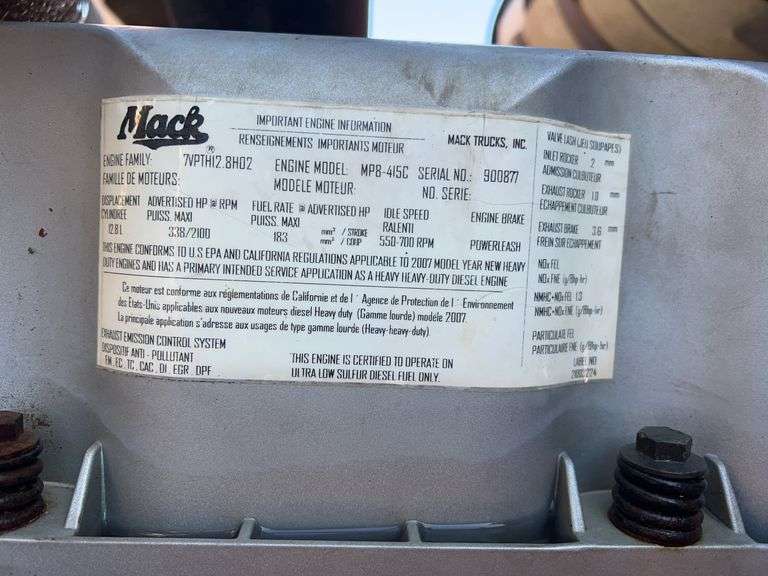 Mack®
IMPORTANT ENGINE INFORMATION
RENSEIGNEMENTS IMPORTANTS MOTEUR
MACK TRUCKS, INC.
ENGINE FAMILY: 7VPTH12.8H02 ENGINE MODEL: MP8-415C SERIAL NO.: 900877
FAMILLE DE MOTEURS: MODÈLE MOTEUR: NO. SERIE:
DISPLACEMENT ADVERTISED HP @ RPM FUEL RATE @ ADVERTISED HP IDLE SPEED ENGINE BRAKE
CYLINDREE PUISS. MAXI PUISS. MAXI RALENTI
12.8 L 338/2100 183 mm³ / STROKE mm³ / COUP 550-700 RPM POWERLEASH
THIS ENGINE CONFORMS TO U.S EPA AND CALIFORNIA REGULATIONS APPLICABLE TO 2007 MODEL YEAR NEW HEAVY
DUTY ENGINES AND HAS A PRIMARY INTENDED SERVICE APPLICATION AS A HEAVY HEAVY-DUTY DIESEL ENGINE
Ce moteur est conforme aux réglementations de Californie et de l' Agence de Protection de l' Environnement
des Etats-Unis applicables aux nouveaux moteurs diesel Heavy duty (Gamme lourde) modèle 2007.
La principale application s'adresse aux usages de type gamme lourde (Heavy-heavy-duty).
EXHAUST EMISSION CONTROL SYSTEM
DISPOSITIF ANTI - POLLUTANT
EM , EC , TC , CAC , DI , EGR , DPF
THIS ENGINE IS CERTIFIED TO OPERATE ON
ULTRA LOW SULFUR DIESEL FUEL ONLY.
VALVE LASH (JEU SOUPAPES)
INLET ROCKER 2 mm
ADMISSION CULBUTEUR
EXHAUST ROCKER 1.0 mm
ECHAPPEMENT CULBUTEUR
EXHAUST BRAKE 3.6 mm
FREIN SUR ECHAPPEMENT
NOx FEL
NOx FNE (g/Bhp-hr)
NMHC+NOx FEL 1.3
NMHC+NOx FNE (g/Bhp-hr)
PARTICULATE FEL
PARTICULAIRE FNE (g/Bhp-hr)
LABEL NO